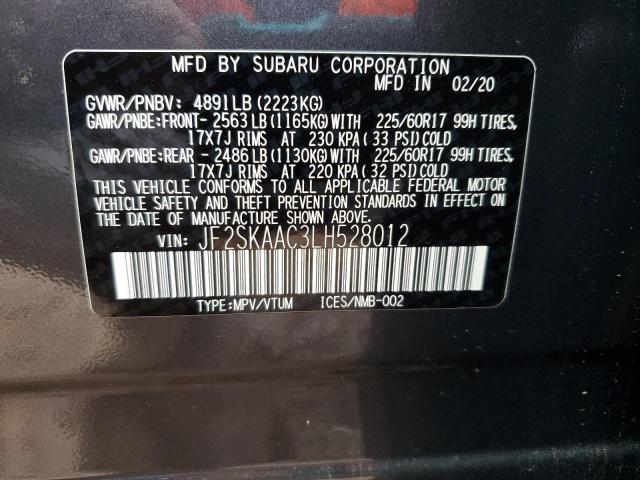 MFD BY SUBARU CORPORATION
MFD IN 02/20
GVWR/PNBV: 4891LB(2223KG)
GAWR/PNBE:FRONT- 2563LB(1165KG)WITH 225/60R17 99H TIRES,
17X7J RIMS AT 230 KPA(33 PSI)COLD
GAWR/PNBE:REAR - 2486LB(1130KG)WITH 225/60R17 99H TIRES,
17X7J RIMS AT 220 KPA(32 PSI)COLD
THIS VEHICLE CONFORMS TO ALL APPLICABLE FEDERAL MOTOR
VEHICLE SAFETY AND THEFT PREVENTION STANDARDS IN EFFECT ON
THE DATE OF MANUFACTURE SHOWN ABOVE.
VIN: JF2SKAAC3LH528012
TYPE:MPV/VTUM ICES/NMB-002